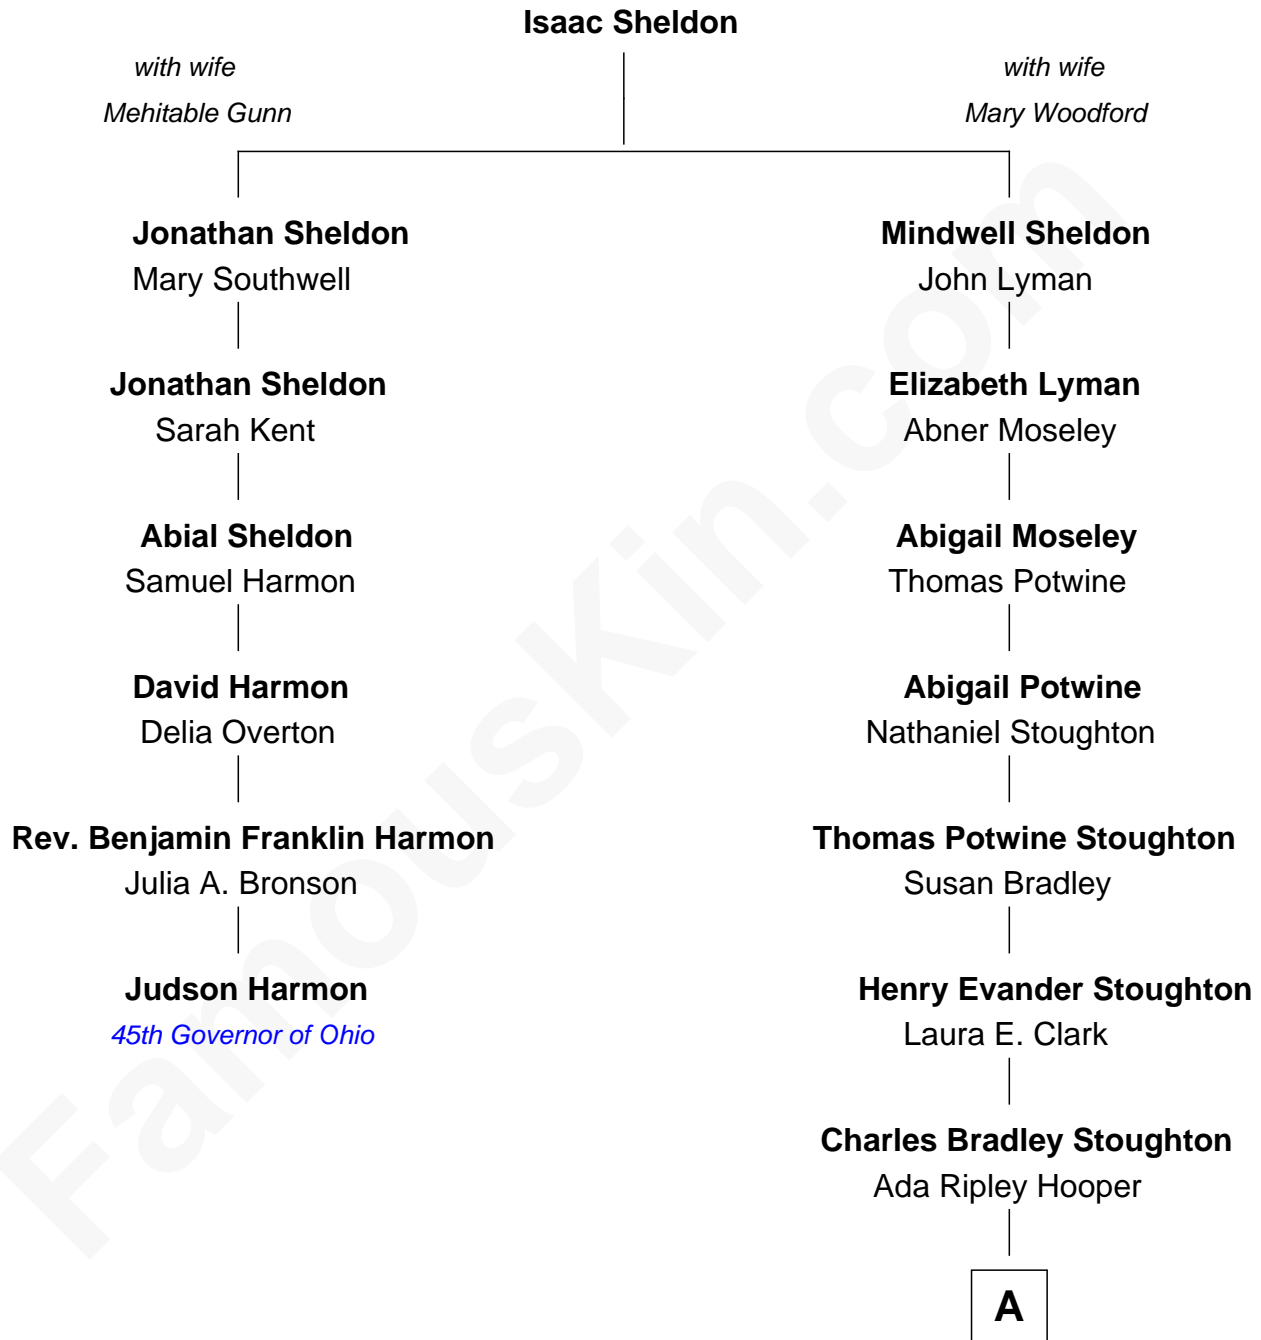 Isaac Sheldon
with wife
Mehitable Gunn
with wife
Mary Woodford
Jonathan Sheldon
Mary Southwell
Mindwell Sheldon
John Lyman
Jonathan Sheldon
Sarah Kent
Elizabeth Lyman
Abner Moseley
Abial Sheldon
Samuel Harmon
Abigail Moseley
Thomas Potwine
David Harmon
Delia Overton
Abigail Potwine
Nathaniel Stoughton
Rev. Benjamin Franklin Harmon
Julia A. Bronson
Thomas Potwine Stoughton
Susan Bradley
Judson Harmon
45th Governor of Ohio
Henry Evander Stoughton
Laura E. Clark
Charles Bradley Stoughton
Ada Ripley Hooper
A
FamousKin.com